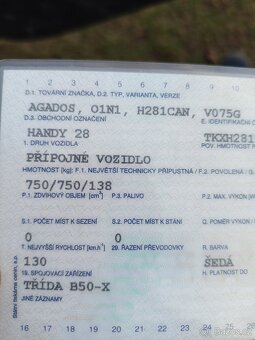 1 2 3 4 5 6 7 8 9 10
D.1. TOVÁRNÍ ZNAČKA, D.2. TYP, VARIANTA, VERZE
AGADOS, O1N1, H281CAN, V075G
D.3. OBCHODNÍ OZNAČENÍ E. IDENTIFIKAČNÍ
HANDY 28 TKXH281
1. DRUH VOZIDLA POV. HMOTNOST
PŘÍPOJNÉ VOZIDLO
HMOTNOST [kg]: F.1. NEJVĚTŠÍ TECHNICKY PŘÍPUSTNÁ / F.2. POVOLENÁ / G.
750/750/138
P.1. ZDVIHOVÝ OBJEM [cm³] P.3. PALIVO P.2. MAX. VÝKON
S.1. POČET MÍST K SEZENÍ S.2. POČET MÍST K STÁNÍ Q. POMĚR VÝKON
0 0
T. NEJVYŠŠÍ RYCHLOST [km.h⁻¹] 29. ŘAZENÍ PŘEVODOVKY R. BARVA
130 ŠEDÁ
19. SPOJOVACÍ ZAŘÍZENÍ H. PLATNOST DO
TŘÍDA B50-X
JINÉ ZÁZNAMY
16 17 18 19 20 21 22 23 24 25